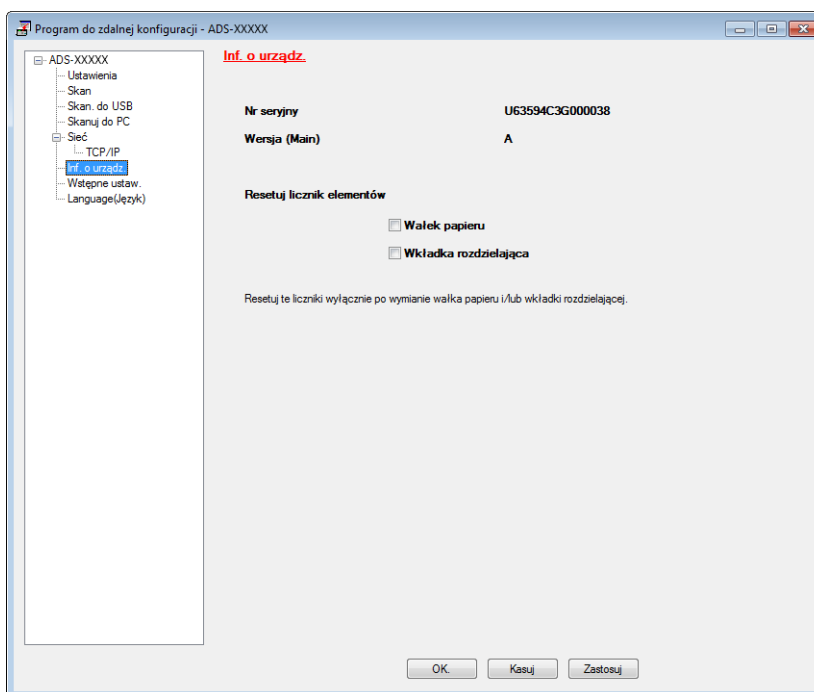 Program do zdalnej konfiguracji - ADS-XXXXX
ADS-XXXXX
Ustawienia
Skan
Skan. do USB
Skanuj do PC
Sieć
TCP/IP
Inf. o urządz.
Wstępne ustaw.
Language(Język)
Inf. o urządz.
Nr seryjny U63594C3G000038
Wersja (Main) A
Resetuj licznik elementów
Wałek papieru
Wkładka rozdzielająca
Resetuj te liczniki wyłącznie po wymianie wałka papieru i/lub wkładki rozdzielającej.
OK. Kasuj Zastosuj